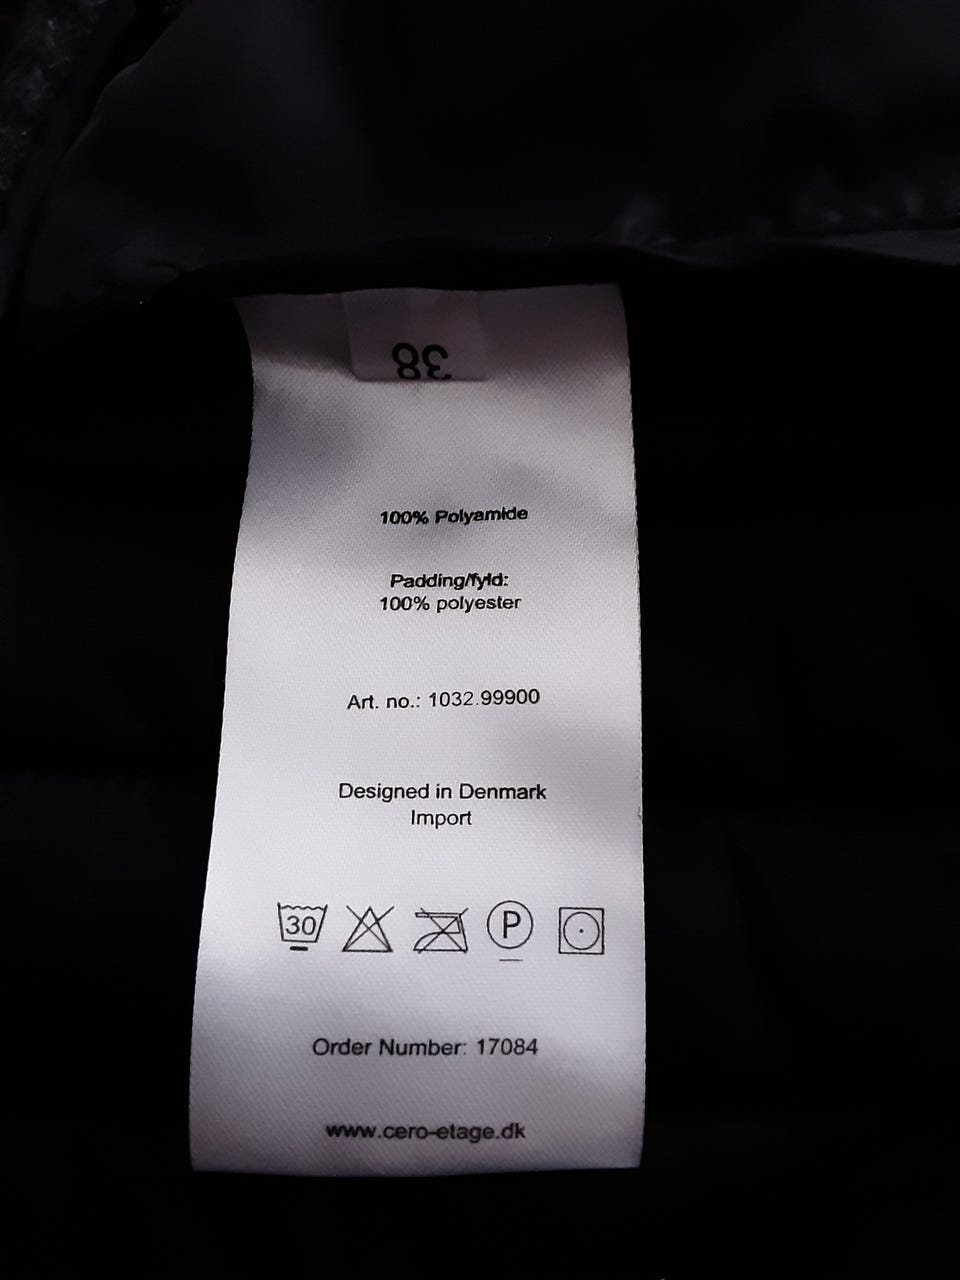 38
100% Polyamide
Padding/fyld:
100% polyester
Art. no.: 1032.99900
Designed in Denmark
Import
30
P
Order Number: 17084
www.cero-etage.dk